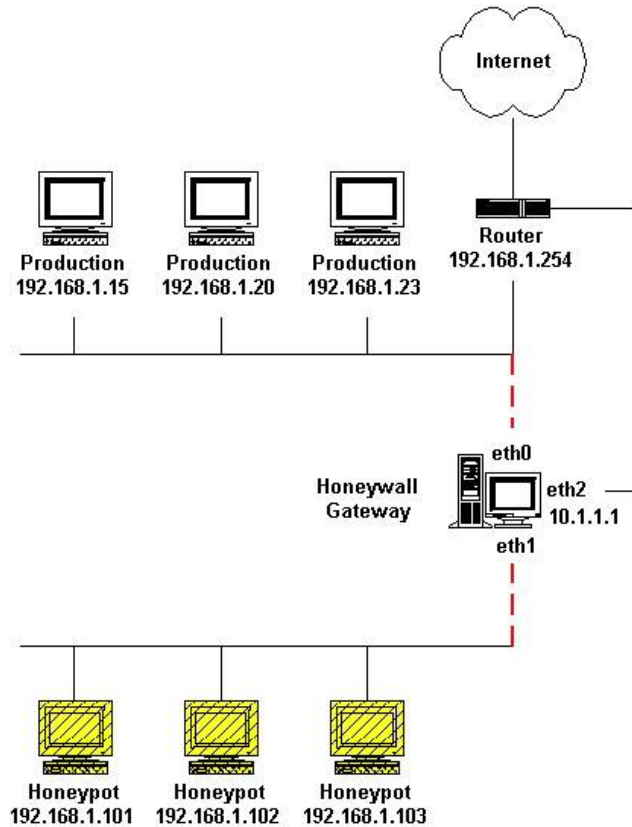 Internet
Router
192.168.1.254
Production
192.168.1.15
Production
192.168.1.20
Production
192.168.1.23
Honeywall
Gateway
eth0
eth2
10.1.1.1
eth1
Honeypot
192.168.1.101
Honeypot
192.168.1.102
Honeypot
192.168.1.103